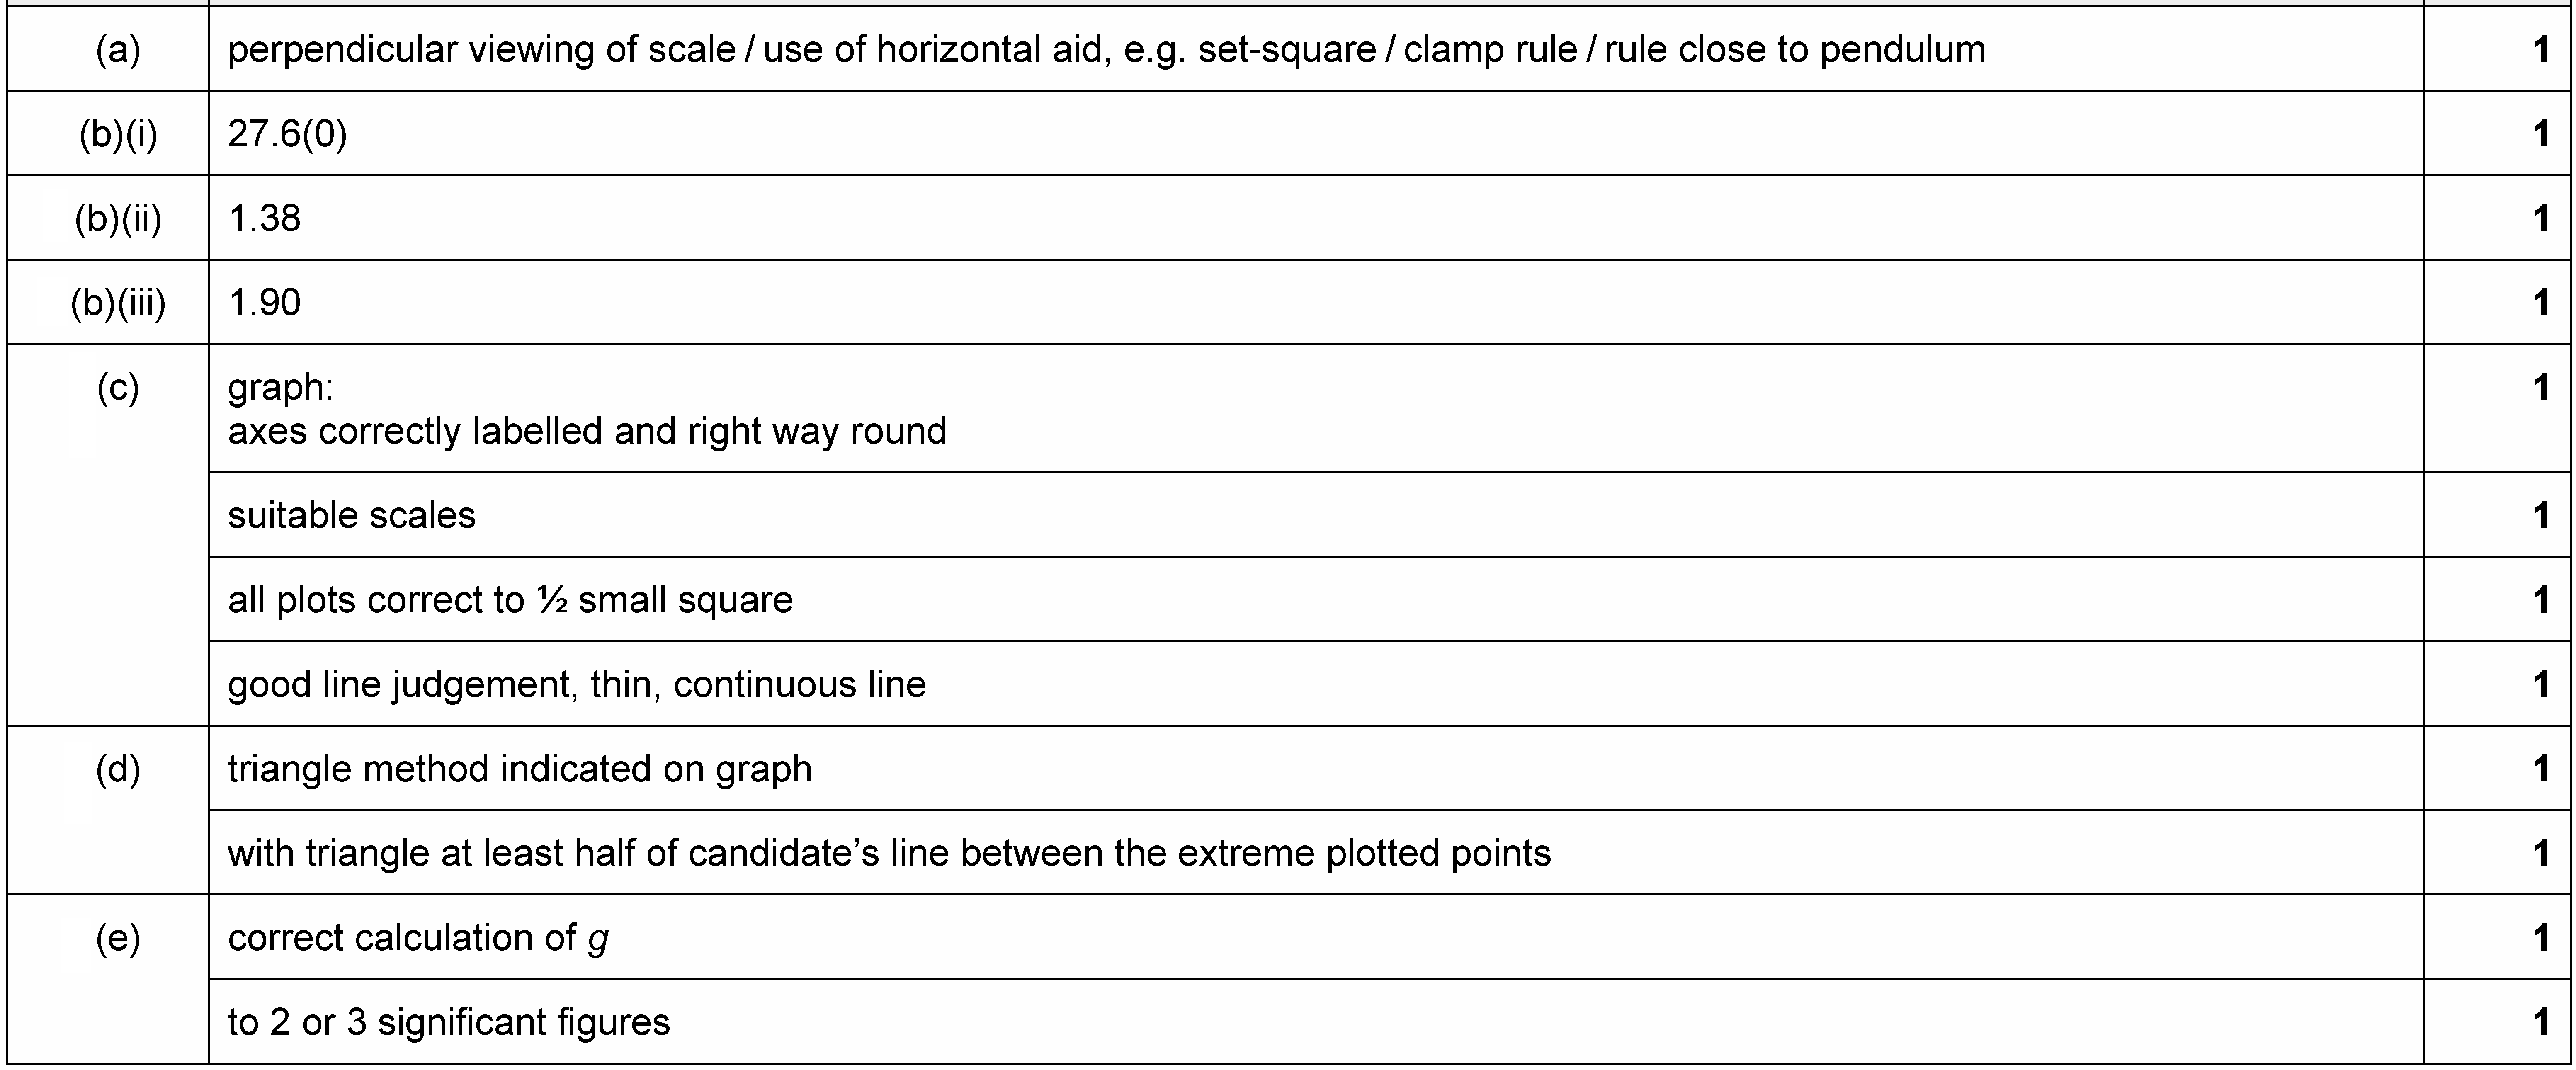 (a) perpendicular viewing of scale / use of horizontal aid, e.g. set-square / clamp rule / rule close to pendulum 1
(b)(i) 27.6(0) 1
(b)(ii) 1.38 1
(b)(iii) 1.90 1
(c) graph: 1
axes correctly labelled and right way round
suitable scales 1
all plots correct to ½ small square 1
good line judgement, thin, continuous line 1
(d) triangle method indicated on graph 1
with triangle at least half of candidate’s line between the extreme plotted points 1
(e) correct calculation of g 1
to 2 or 3 significant figures 1